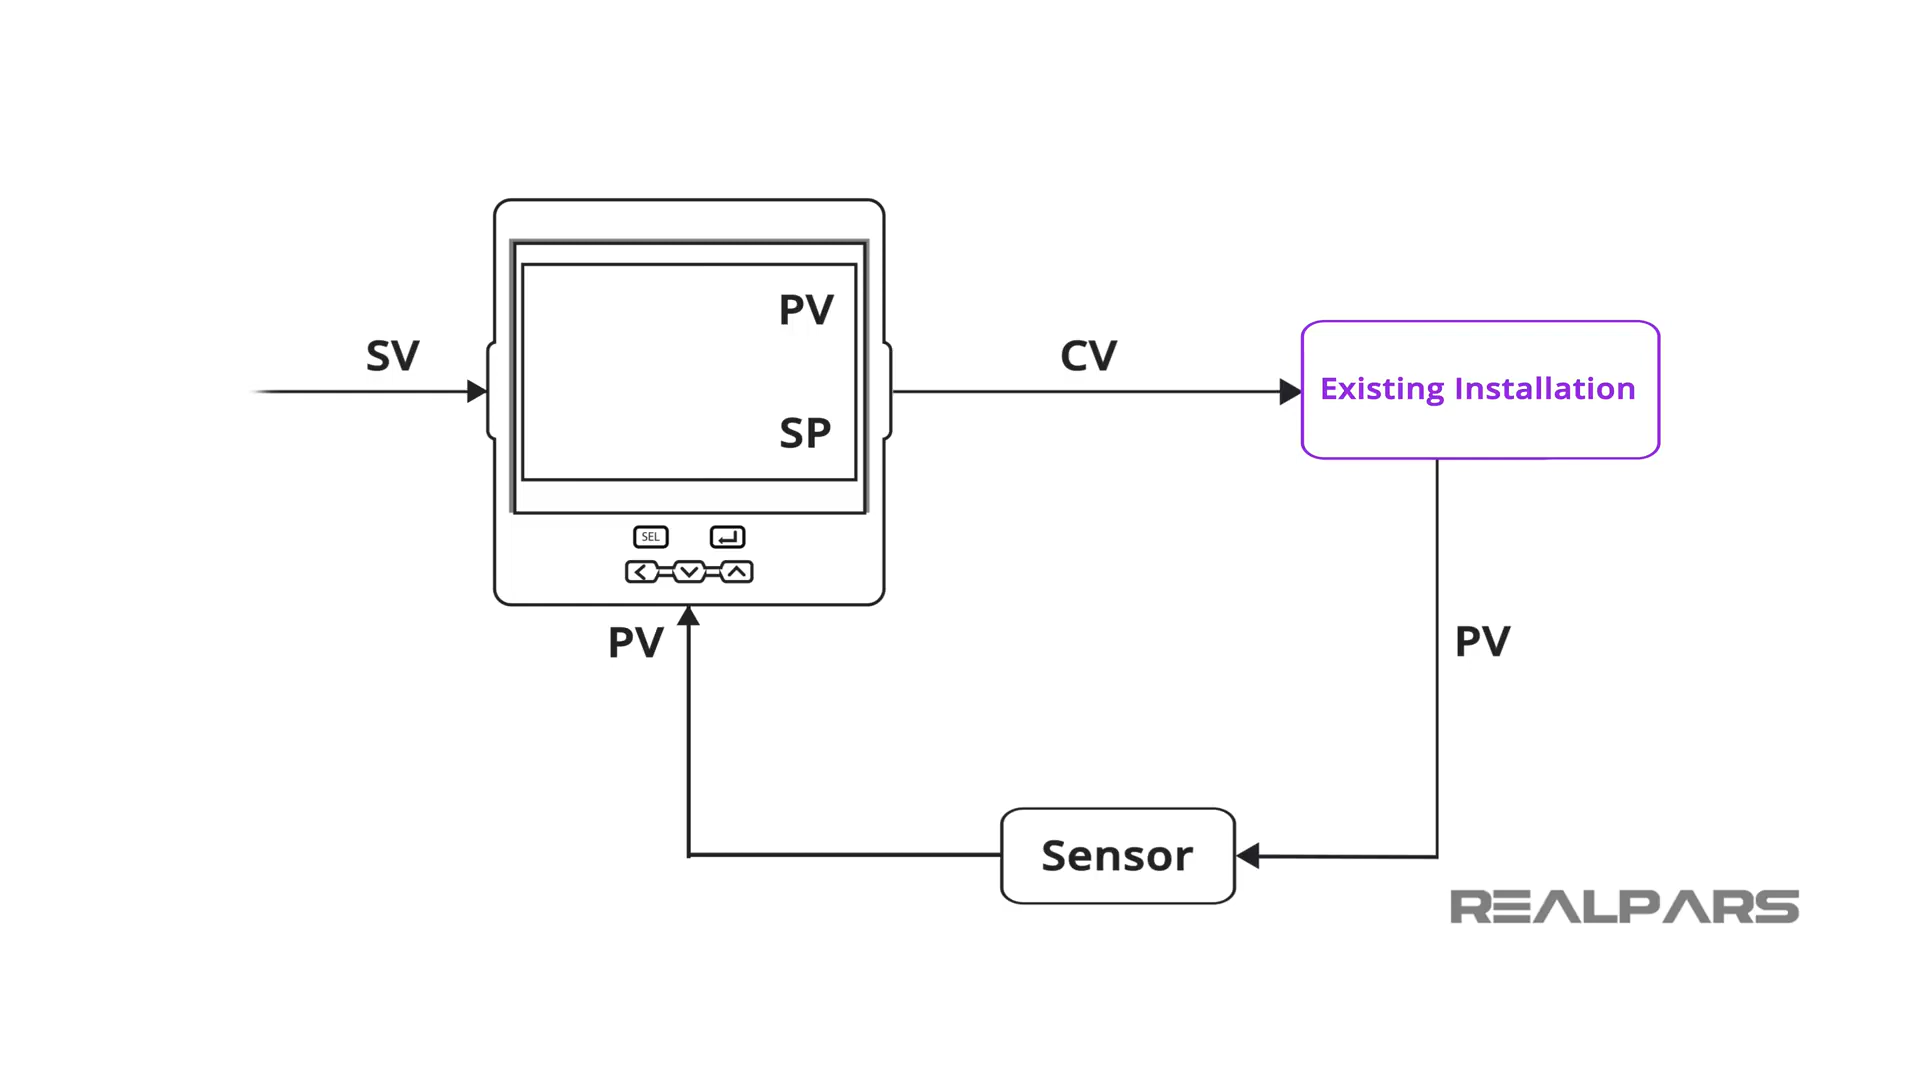 PV
SV
CV
Existing Installation
SP
SEL
PV
PV
Sensor
REALPARS